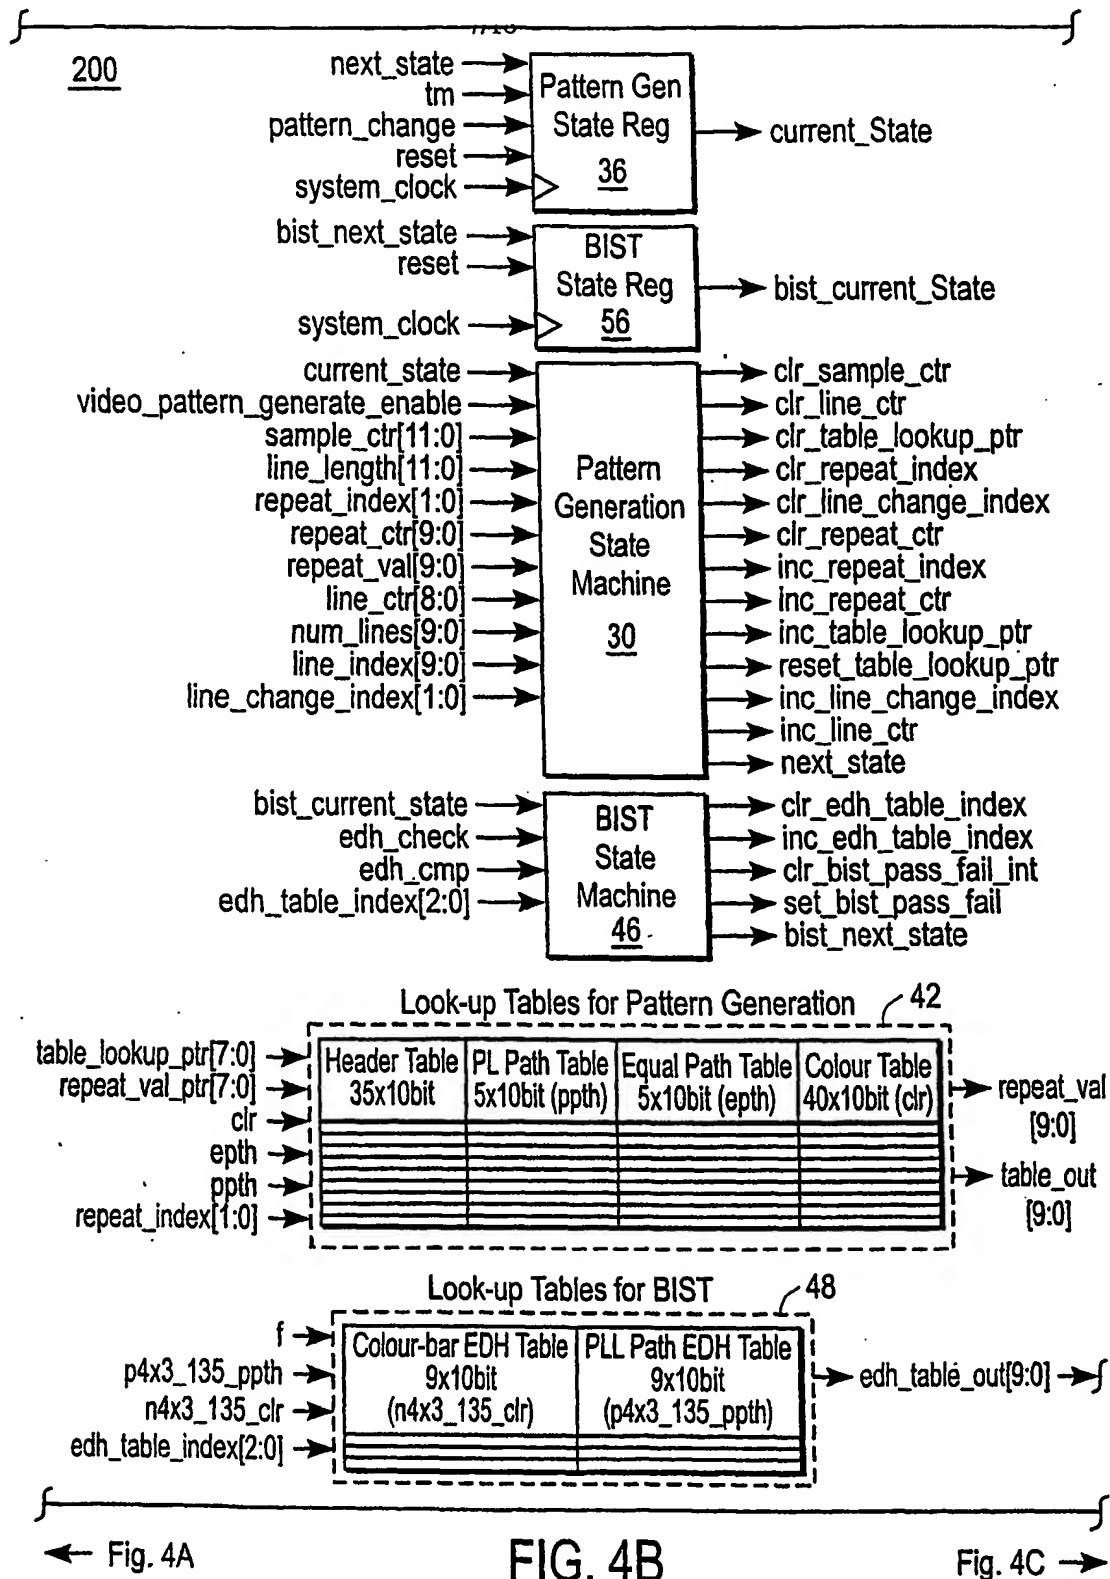 200
next_state
tm
pattern_change
reset
system_clock
Pattern Gen
State Reg
36
current_State
bist_next_state
reset
system_clock
BIST
State Reg
56
bist_current_State
current_state
video_pattern_generate_enable
sample_ctr[11:0]
line_length[11:0]
repeat_index[1:0]
repeat_ctr[9:0]
repeat_val[9:0]
line_ctr[8:0]
num_lines[9:0]
line_index[9:0]
line_change_index[1:0]
Pattern
Generation
State
Machine
30
clr_sample_ctr
clr_line_ctr
clr_table_lookup_ptr
clr_repeat_index
clr_line_change_index
clr_repeat_ctr
inc_repeat_index
inc_repeat_ctr
inc_table_lookup_ptr
reset_table_lookup_ptr
inc_line_change_index
inc_line_ctr
next_state
bist_current_state
edh_check
edh_cmp
edh_table_index[2:0]
BIST
State
Machine
46
clr_edh_table_index
inc_edh_table_index
clr_bist_pass_fail_int
set_bist_pass_fail
bist_next_state
Look-up Tables for Pattern Generation
42
table_lookup_ptr[7:0]
repeat_val_ptr[7:0]
clr
epth
ppth
repeat_index[1:0]
Header Table
35x10bit
PL Path Table
5x10bit (ppth)
Equal Path Table
5x10bit (epth)
Colour Table
40x10bit (clr)
repeat_val
[9:0]
table_out
[9:0]
Look-up Tables for BIST
48
f
p4x3_135_ppth
n4x3_135_clr
edh_table_index[2:0]
Colour-bar EDH Table
9x10bit
(n4x3_135_clr)
PLL Path EDH Table
9x10bit
(p4x3_135_ppth)
edh_table_out[9:0]
Fig. 4A
FIG. 4B
Fig. 4C